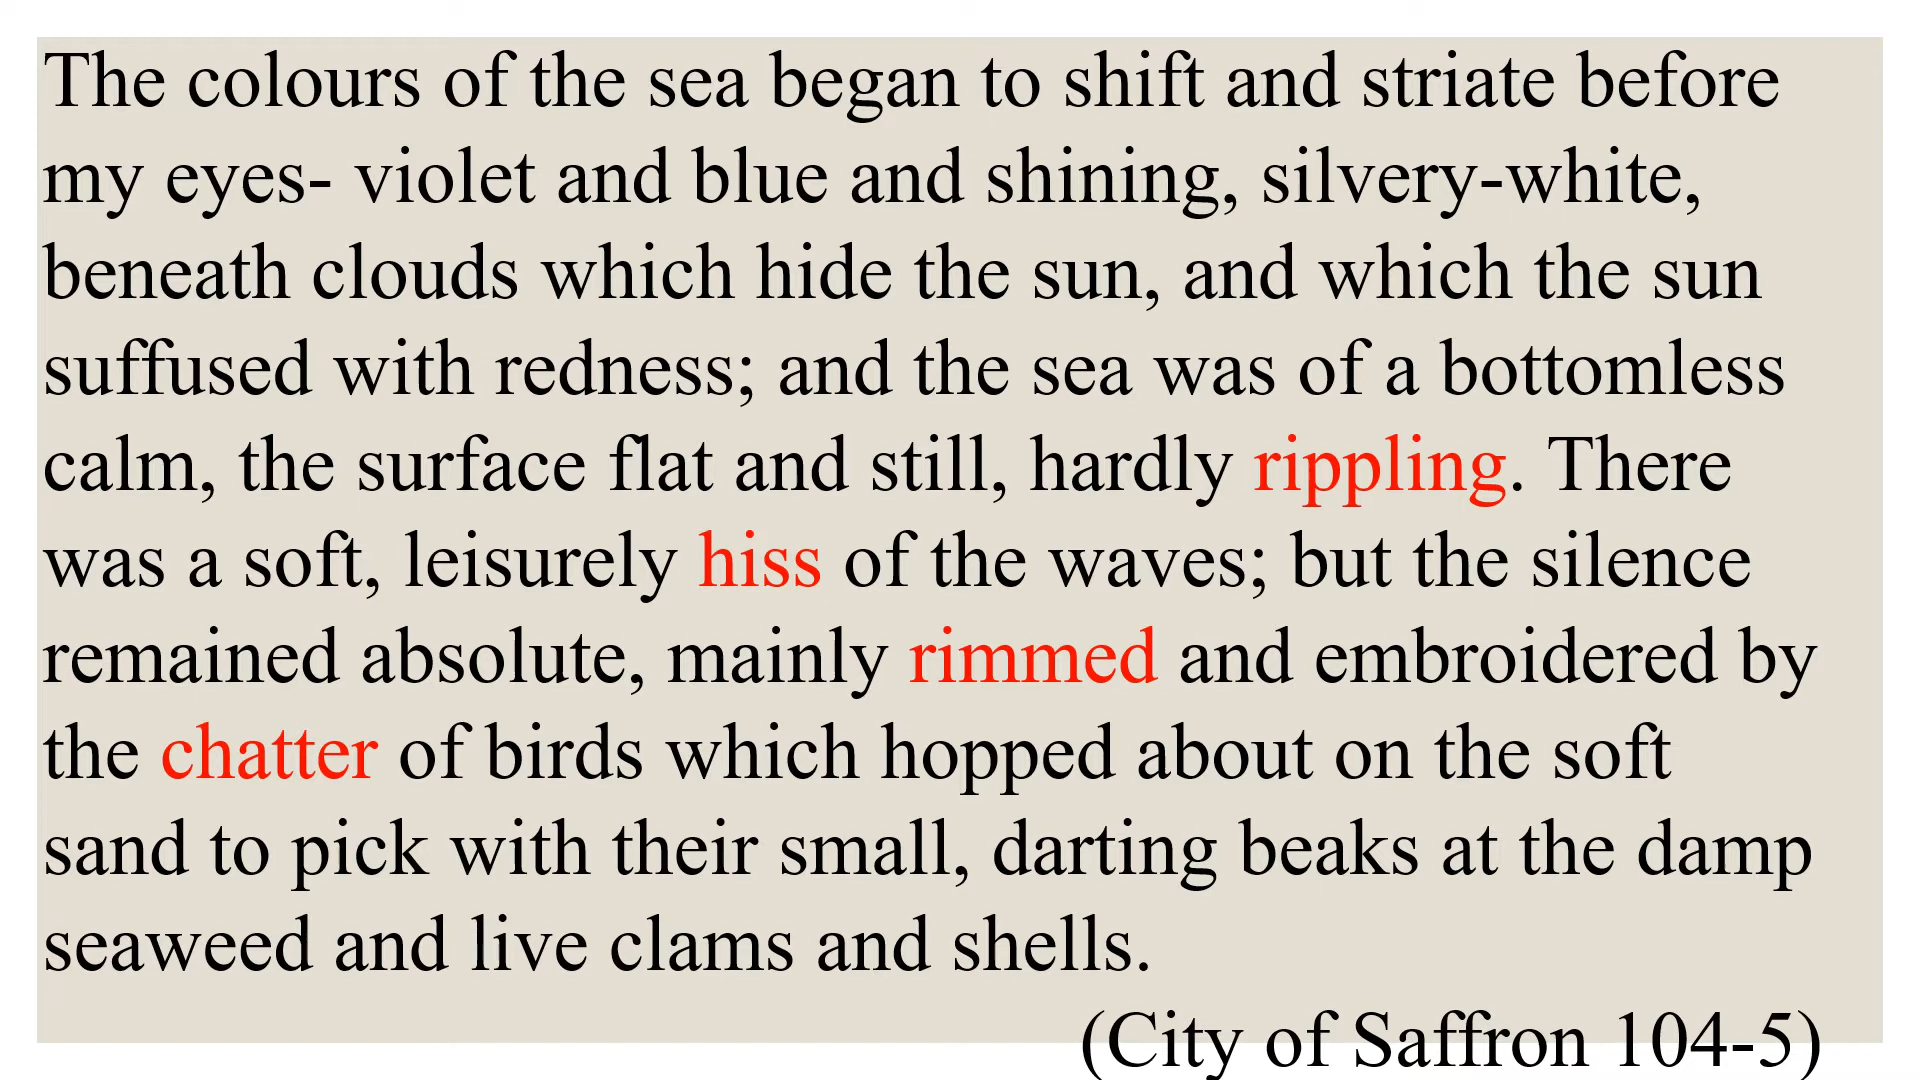 The colours of the sea began to shift and striate before
my eyes- violet and blue and shining, silvery-white,
beneath clouds which hide the sun, and which the sun
suffused with redness; and the sea was of a bottomless
calm, the surface flat and still, hardly rippling. There
was a soft, leisurely hiss of the waves; but the silence
remained absolute, mainly rimmed and embroidered by
the chatter of birds which hopped about on the soft
sand to pick with their small, darting beaks at the damp
seaweed and live clams and shells.
(City of Saffron 104-5)